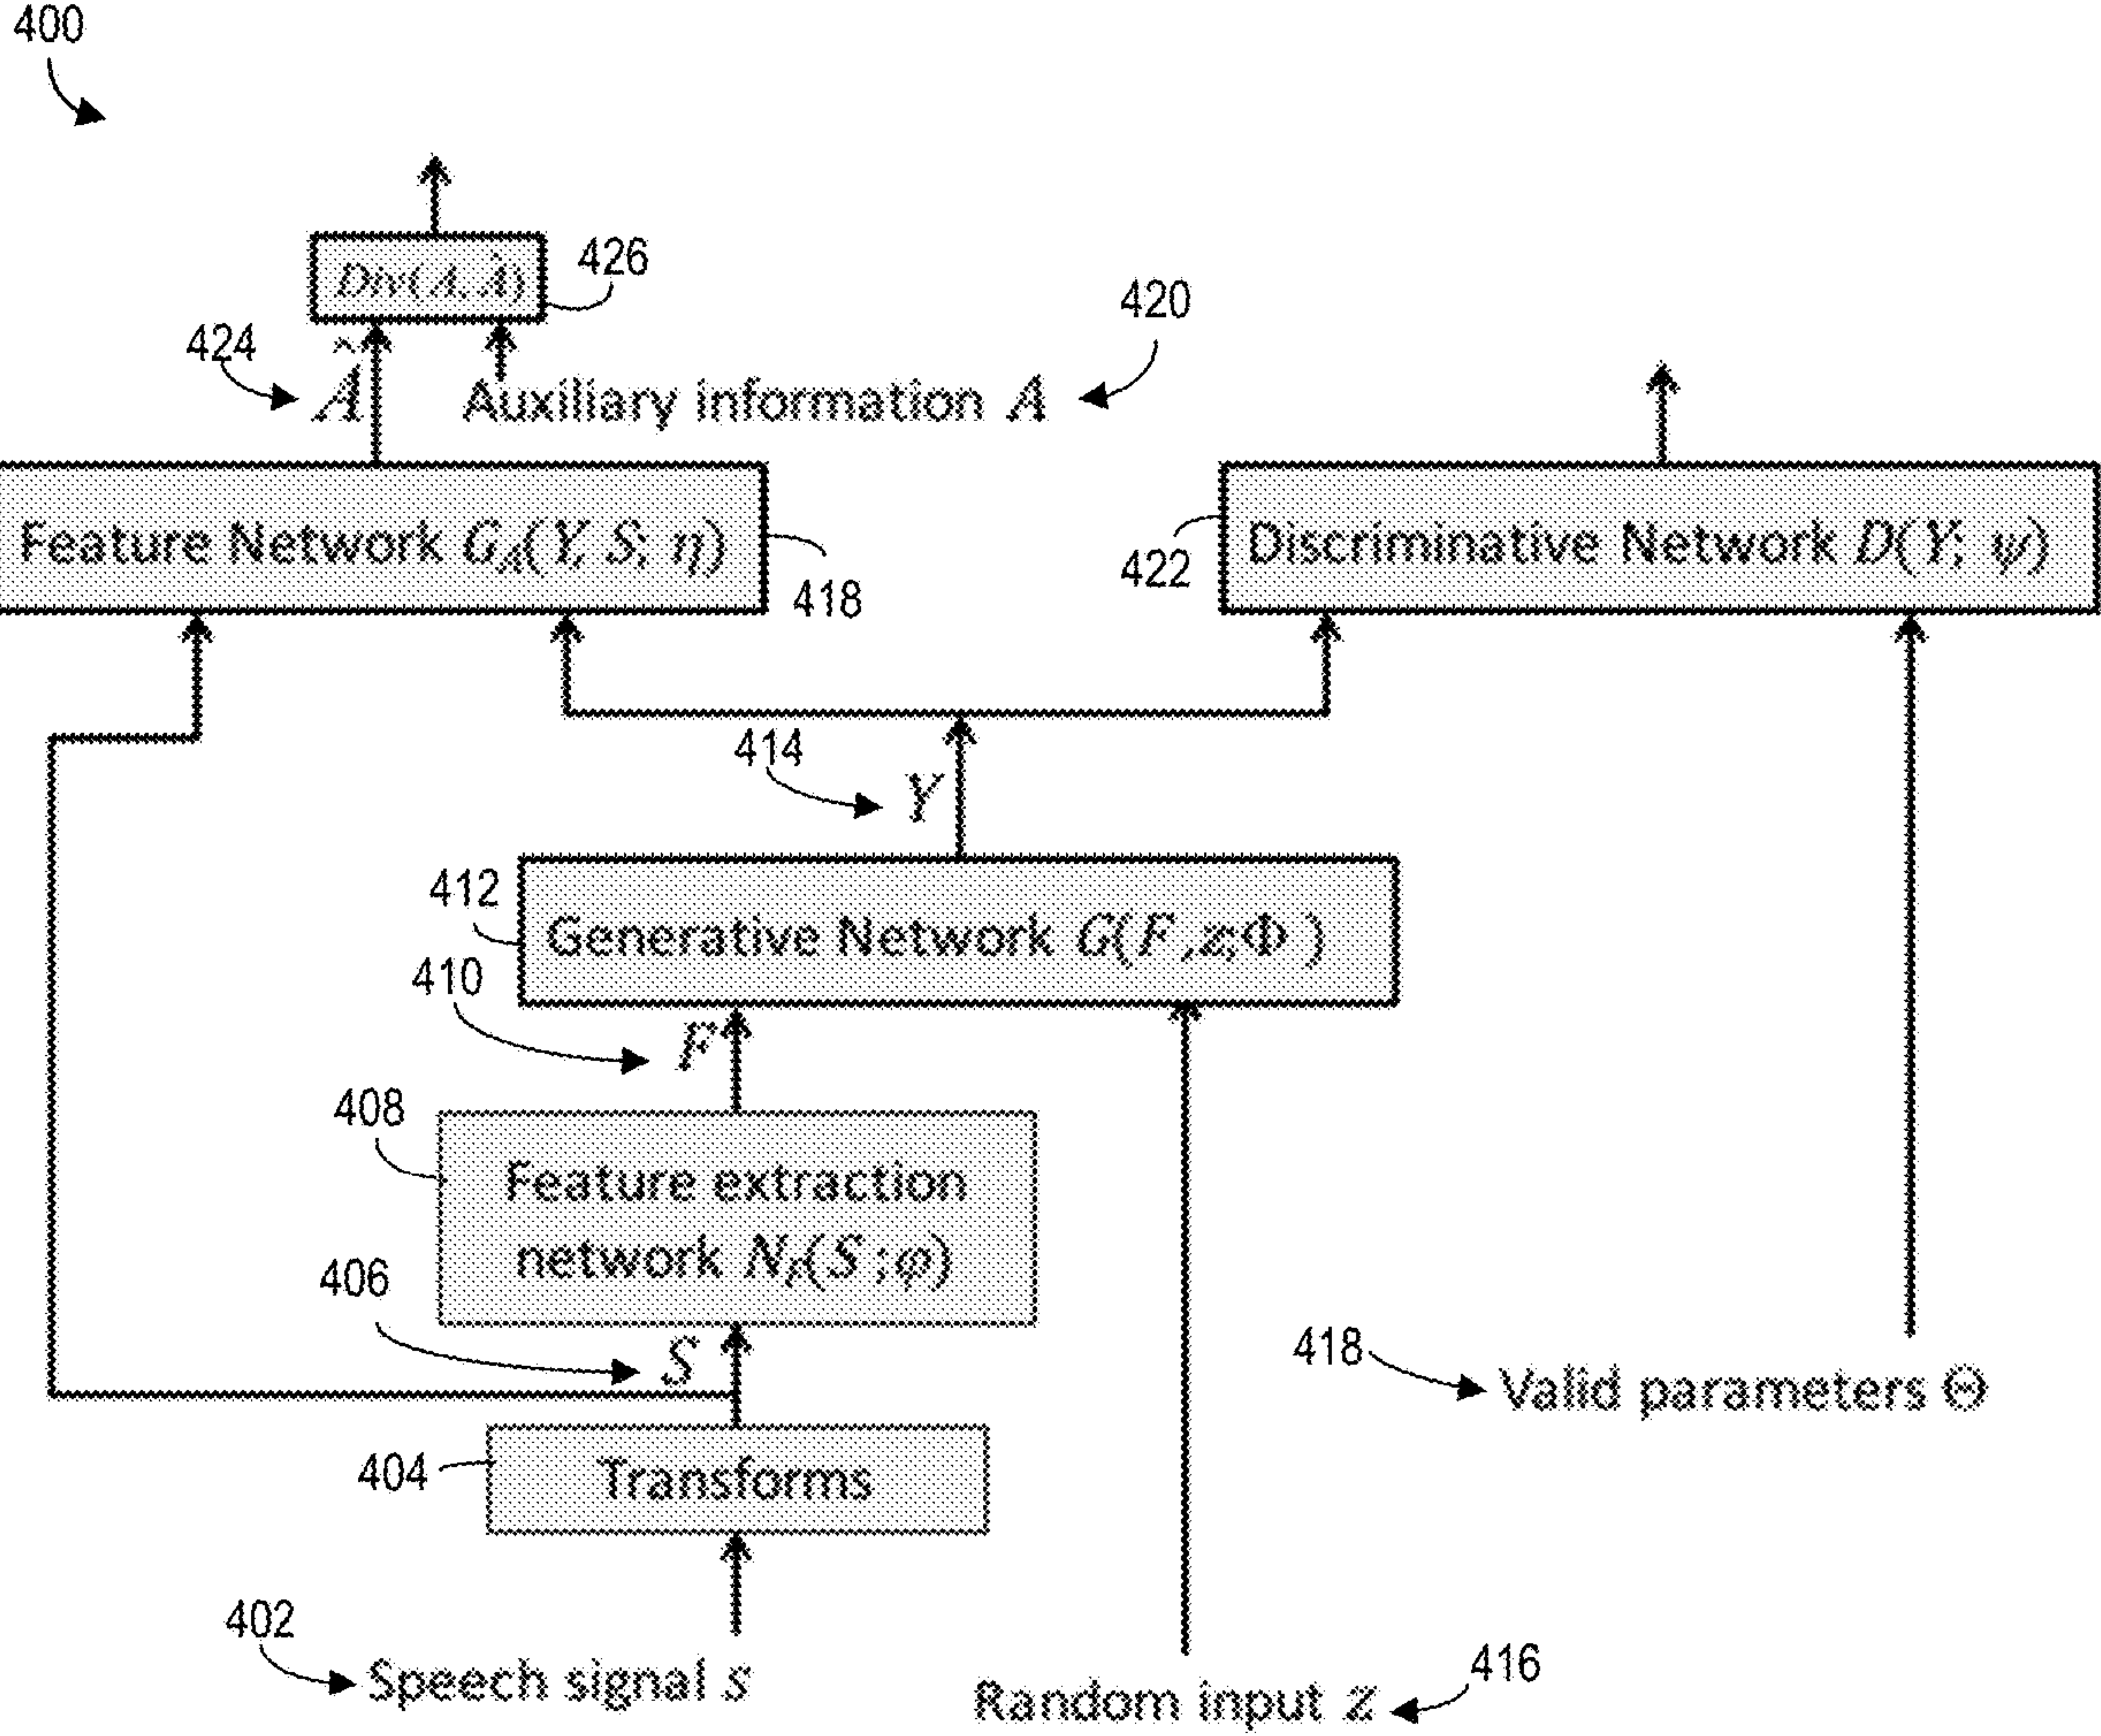 400
Div(A, Â)
426
424
Â
Auxiliary information A
420
Feature Network G_A(Y, S; η)
418
422
Discriminative Network D(Y; ψ)
414
Y
412
Generative Network G(F ,z;Φ )
410
F
408
Feature extraction
network N_F(S ;φ)
406
S
418
Valid parameters Θ
404
Transforms
402
Speech signal s
416
Random input z